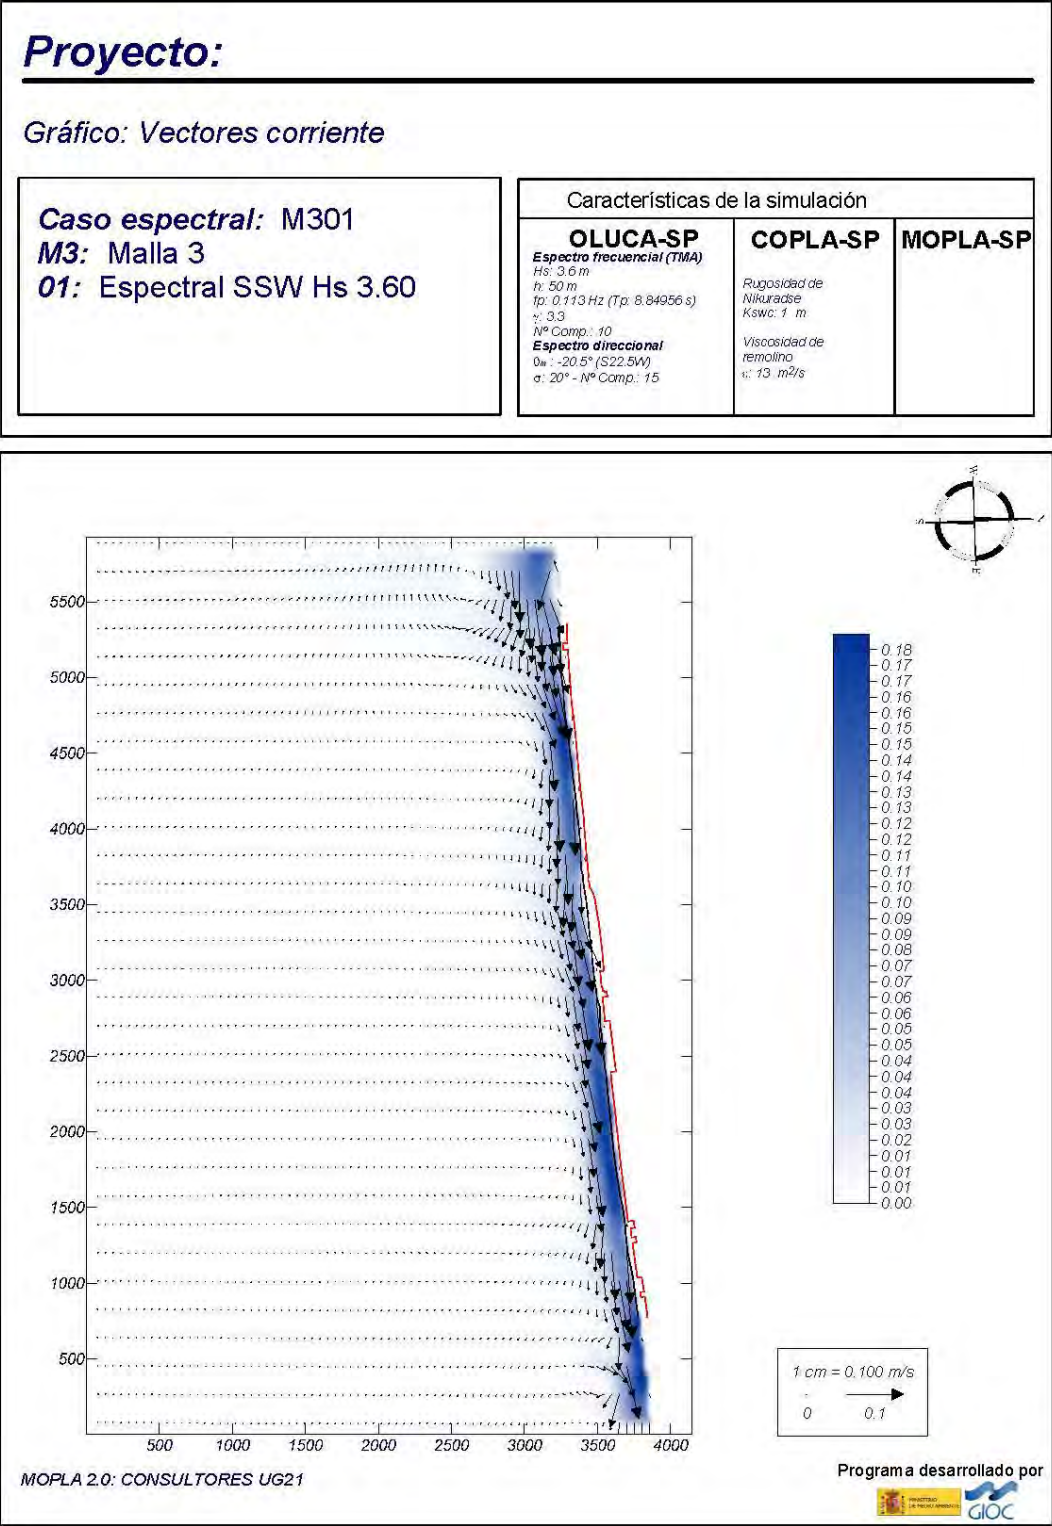 Proyecto:
Gráfico: Vectores corriente
Caso espectral: M301
M3: Malla 3
01: Espectral SSW Hs 3.60
Características de la simulación
OLUCA-SP
Espectro frecuencial (TMA)
Hs: 3.6 m
h: 50 m
fp: 0.113 Hz (Tp: 8.84956 s)
γ: 3.3
Nº Comp.: 10
Espectro direccional
θm : -20.5° (S22.5W)
σ: 20° - Nº Comp.: 15
COPLA-SP
Rugosidad de
Nikuradse
Kswc: 1 m
Viscosidad de
remolino
ε: 13 m2/s
MOPLA-SP
W
S
E
5500
5000
4500
4000
3500
3000
2500
2000
1500
1000
500
500 1000 1500 2000 2500 3000 3500 4000
0.18
0.17
0.17
0.16
0.16
0.15
0.15
0.14
0.14
0.13
0.13
0.12
0.12
0.11
0.11
0.10
0.10
0.09
0.09
0.08
0.07
0.07
0.06
0.06
0.05
0.05
0.04
0.04
0.04
0.03
0.03
0.02
0.01
0.01
0.01
0.00
1 cm = 0.100 m/s
0 0.1
MOPLA 2.0: CONSULTORES UG21
Programa desarrollado por
MINISTERIO
DE MEDIO AMBIENTE
GIOC